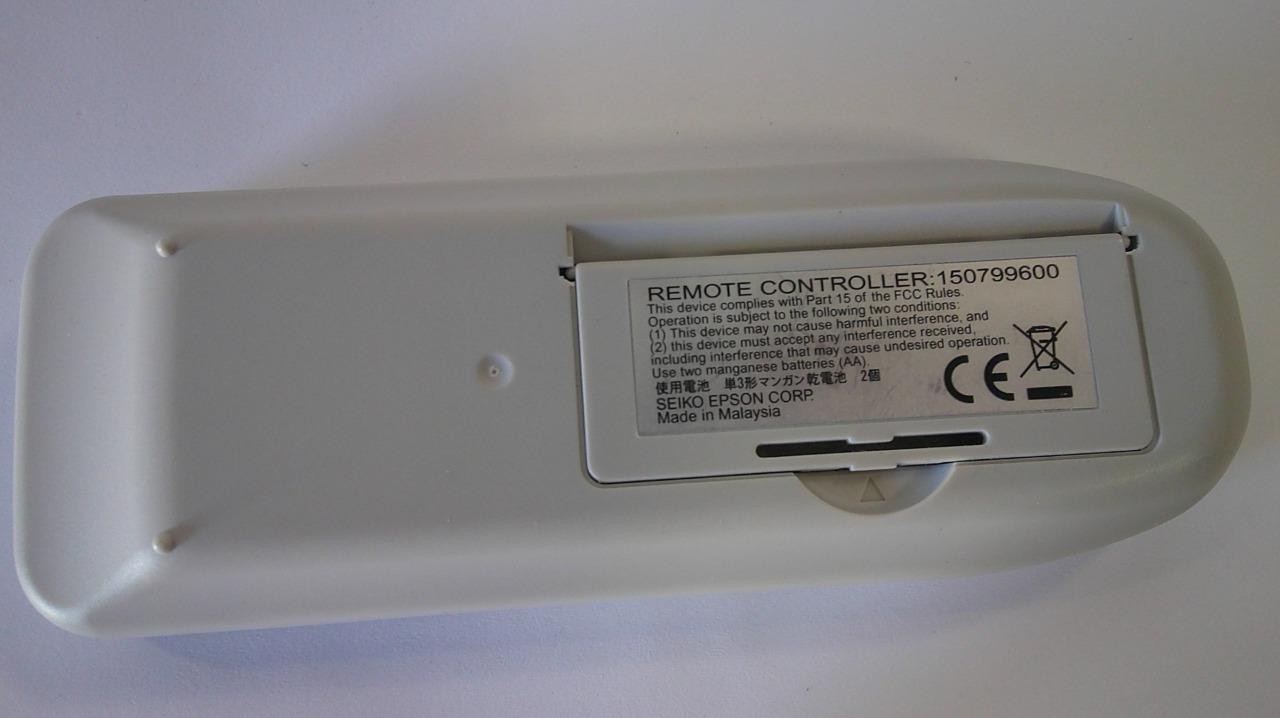 REMOTE CONTROLLER:150799600
This device complies with Part 15 of the FCC Rules.
Operation is subject to the following two conditions:
(1) This device may not cause harmful interference, and
(2) this device must accept any interference received,
including interference that may cause undesired operation.
Use two manganese batteries (AA).
使用電池 単3形マンガン乾電池 2個
SEIKO EPSON CORP.
Made in Malaysia
CE